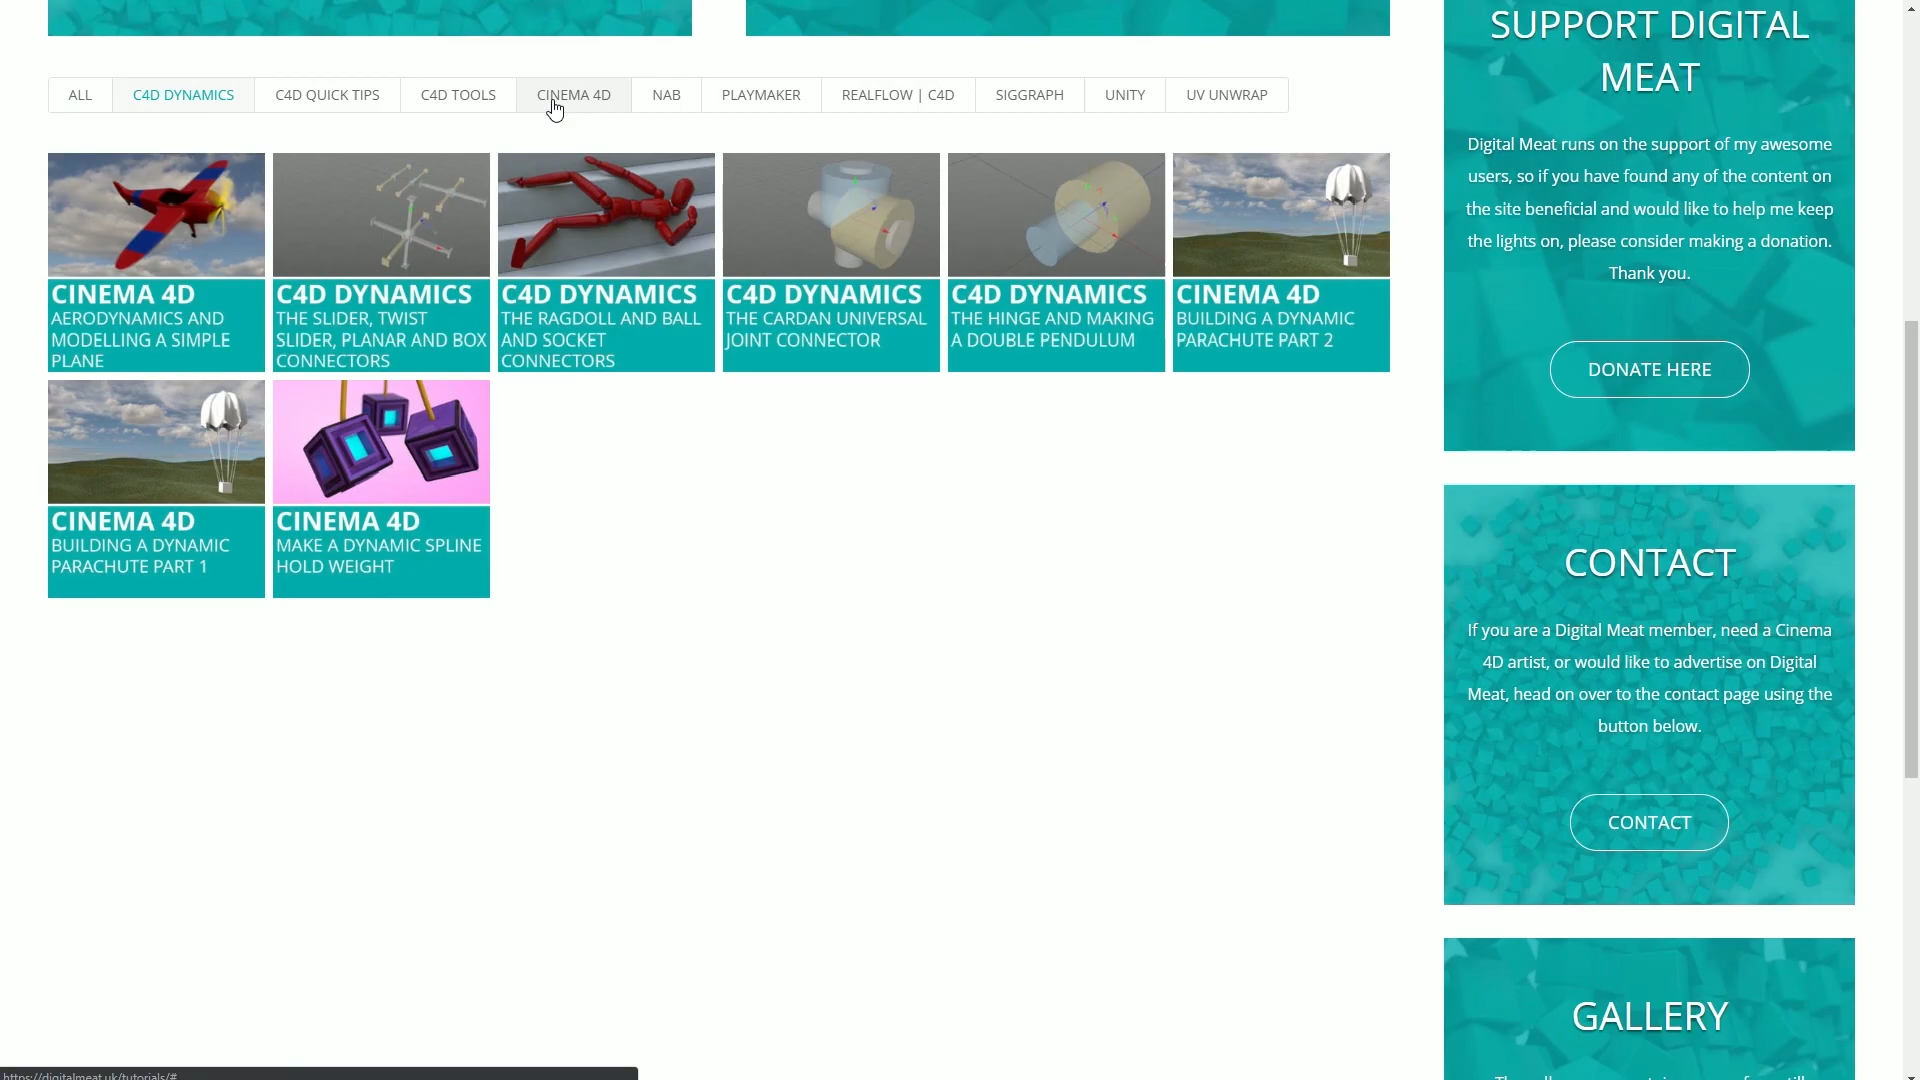 ALL
C4D DYNAMICS
C4D QUICK TIPS
C4D TOOLS
CINEMA 4D
NAB
PLAYMAKER
REALFLOW | C4D
SIGGRAPH
UNITY
UV UNWRAP
CINEMA 4D
AERODYNAMICS AND
MODELLING A SIMPLE
PLANE
C4D DYNAMICS
THE SLIDER, TWIST
SLIDER, PLANAR AND BOX
CONNECTORS
C4D DYNAMICS
THE RAGDOLL AND BALL
AND SOCKET
CONNECTORS
C4D DYNAMICS
THE CARDAN UNIVERSAL
JOINT CONNECTOR
C4D DYNAMICS
THE HINGE AND MAKING
A DOUBLE PENDULUM
CINEMA 4D
BUILDING A DYNAMIC
PARACHUTE PART 2
CINEMA 4D
BUILDING A DYNAMIC
PARACHUTE PART 1
CINEMA 4D
MAKE A DYNAMIC SPLINE
HOLD WEIGHT
SUPPORT DIGITAL
MEAT
Digital Meat runs on the support of my awesome
users, so if you have found any of the content on
the site beneficial and would like to help me keep
the lights on, please consider making a donation.
Thank you.
DONATE HERE
CONTACT
If you are a Digital Meat member, need a Cinema
4D artist, or would like to advertise on Digital
Meat, head on over to the contact page using the
button below.
CONTACT
GALLERY
https://digitalmeat.uk/tutorials/#